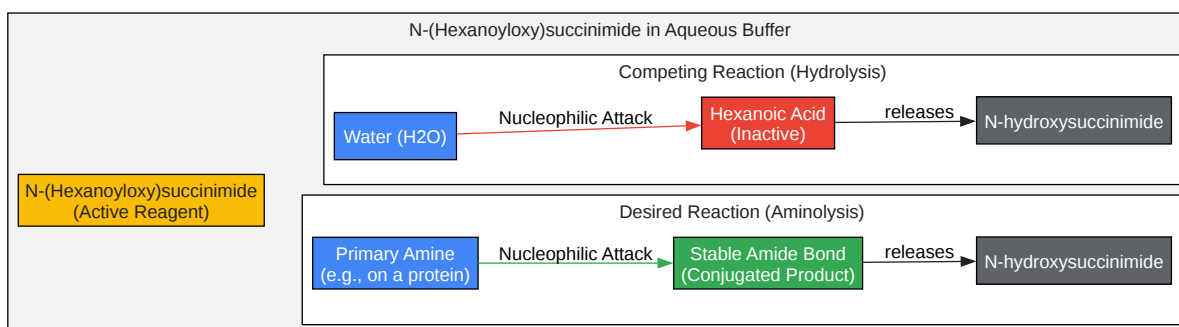 N-(Hexanoyloxy)succinimide in Aqueous Buffer
Competing Reaction (Hydrolysis)
Water (H2O)
Nucleophilic Attack
Hexanoic Acid
(Inactive)
releases
N-hydroxysuccinimide
N-(Hexanoyloxy)succinimide
(Active Reagent)
Desired Reaction (Aminolysis)
Primary Amine
(e.g., on a protein)
Nucleophilic Attack
Stable Amide Bond
(Conjugated Product)
releases
N-hydroxysuccinimide